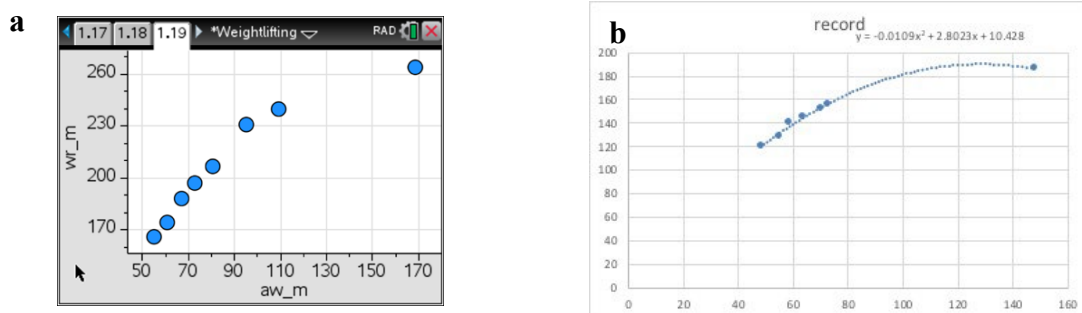 a
1.17 1.18 1.19 *Weightlifting RAD
260
230
200
170
wr_m
50 70 90 110 130 150 170
aw_m
b
record
y = -0.0109x² + 2.8023x + 10.428
200
180
160
140
120
100
80
60
40
20
0
0 20 40 60 80 100 120 140 160